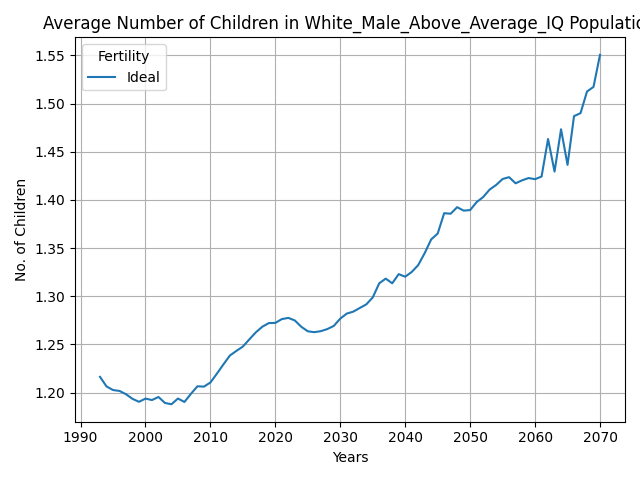 Average Number of Children in White_Male_Above_Average_IQ Populatio
Fertility
Ideal
No. of Children
1.55
1.50
1.45
1.40
1.35
1.30
1.25
1.20
1990 2000 2010 2020 2030 2040 2050 2060 2070
Years